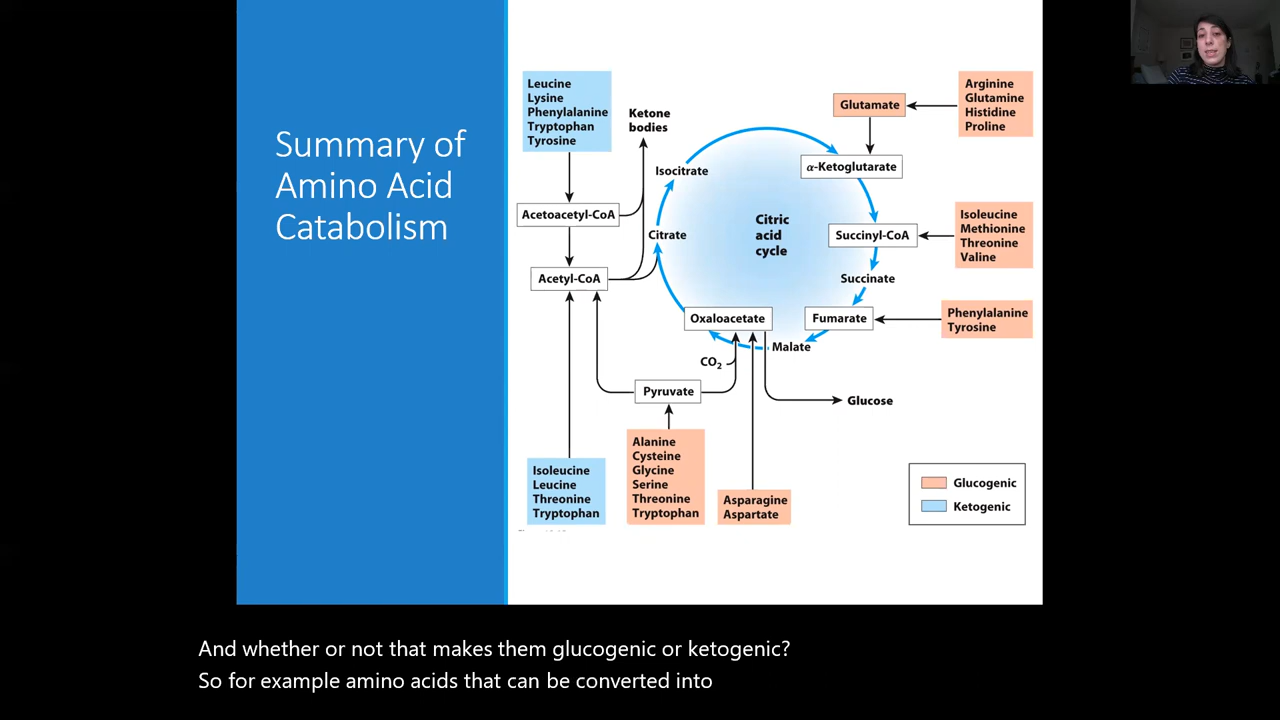 Summary of
Amino Acid
Catabolism
Leucine
Lysine
Phenylalanine
Tryptophan
Tyrosine
Ketone
bodies
Glutamate
Arginine
Glutamine
Histidine
Proline
Isocitrate
α-Ketoglutarate
Acetoacetyl-CoA
Citrate
Citric
acid
cycle
Succinyl-CoA
Isoleucine
Methionine
Threonine
Valine
Acetyl-CoA
Succinate
Oxaloacetate
Fumarate
Phenylalanine
Tyrosine
Malate
CO₂
Pyruvate
Glucose
Isoleucine
Leucine
Threonine
Tryptophan
Alanine
Cysteine
Glycine
Serine
Threonine
Tryptophan
Asparagine
Aspartate
Glucogenic
Ketogenic
And whether or not that makes them glucogenic or ketogenic?
So for example amino acids that can be converted into